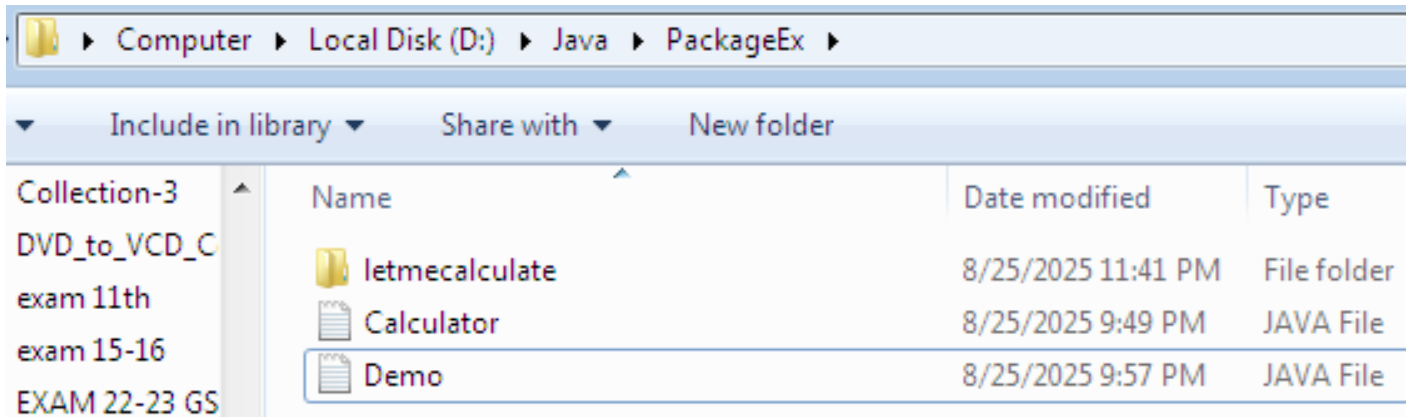 Computer Local Disk (D:) Java PackageEx
Include in library Share with New folder
Collection-3
DVD_to_VCD_C
exam 11th
exam 15-16
EXAM 22-23 GS
Name Date modified Type
letmecalculate 8/25/2025 11:41 PM File folder
Calculator 8/25/2025 9:49 PM JAVA File
Demo 8/25/2025 9:57 PM JAVA File